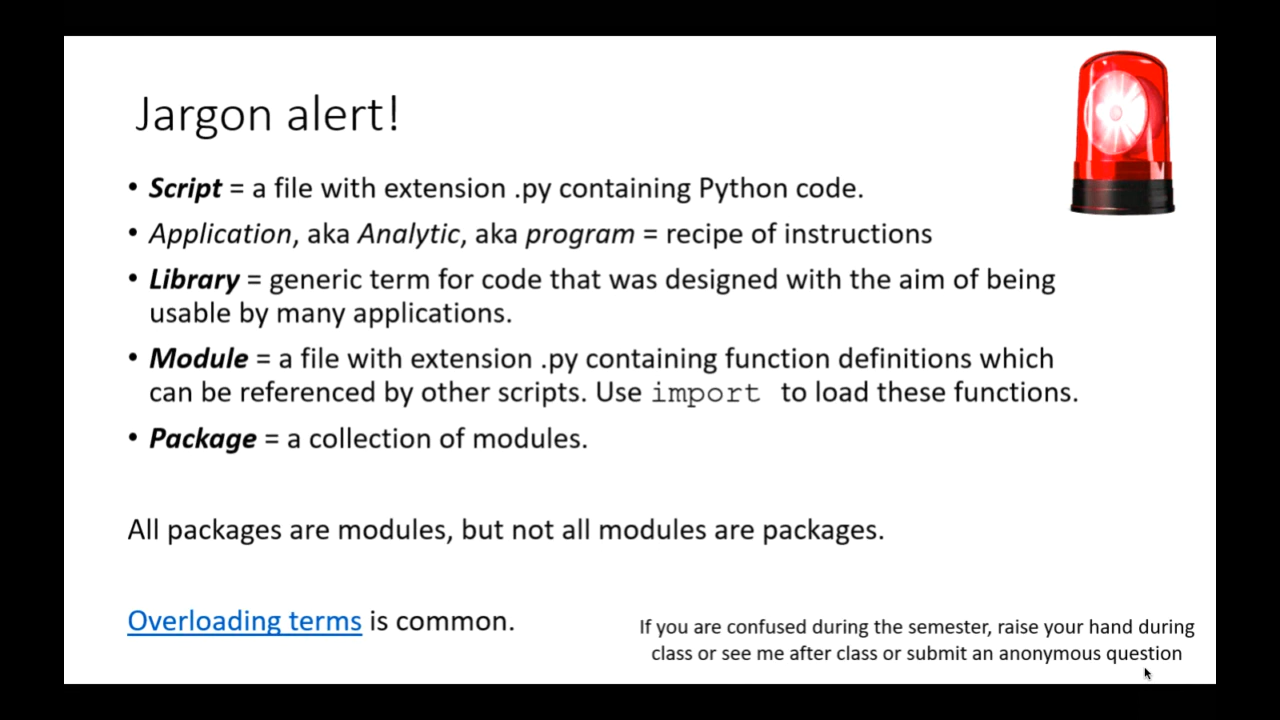 Jargon alert!
• Script = a file with extension .py containing Python code.
• Application, aka Analytic, aka program = recipe of instructions
• Library = generic term for code that was designed with the aim of being
usable by many applications.
• Module = a file with extension .py containing function definitions which
can be referenced by other scripts. Use import to load these functions.
• Package = a collection of modules.
All packages are modules, but not all modules are packages.
Overloading terms is common.
If you are confused during the semester, raise your hand during
class or see me after class or submit an anonymous question